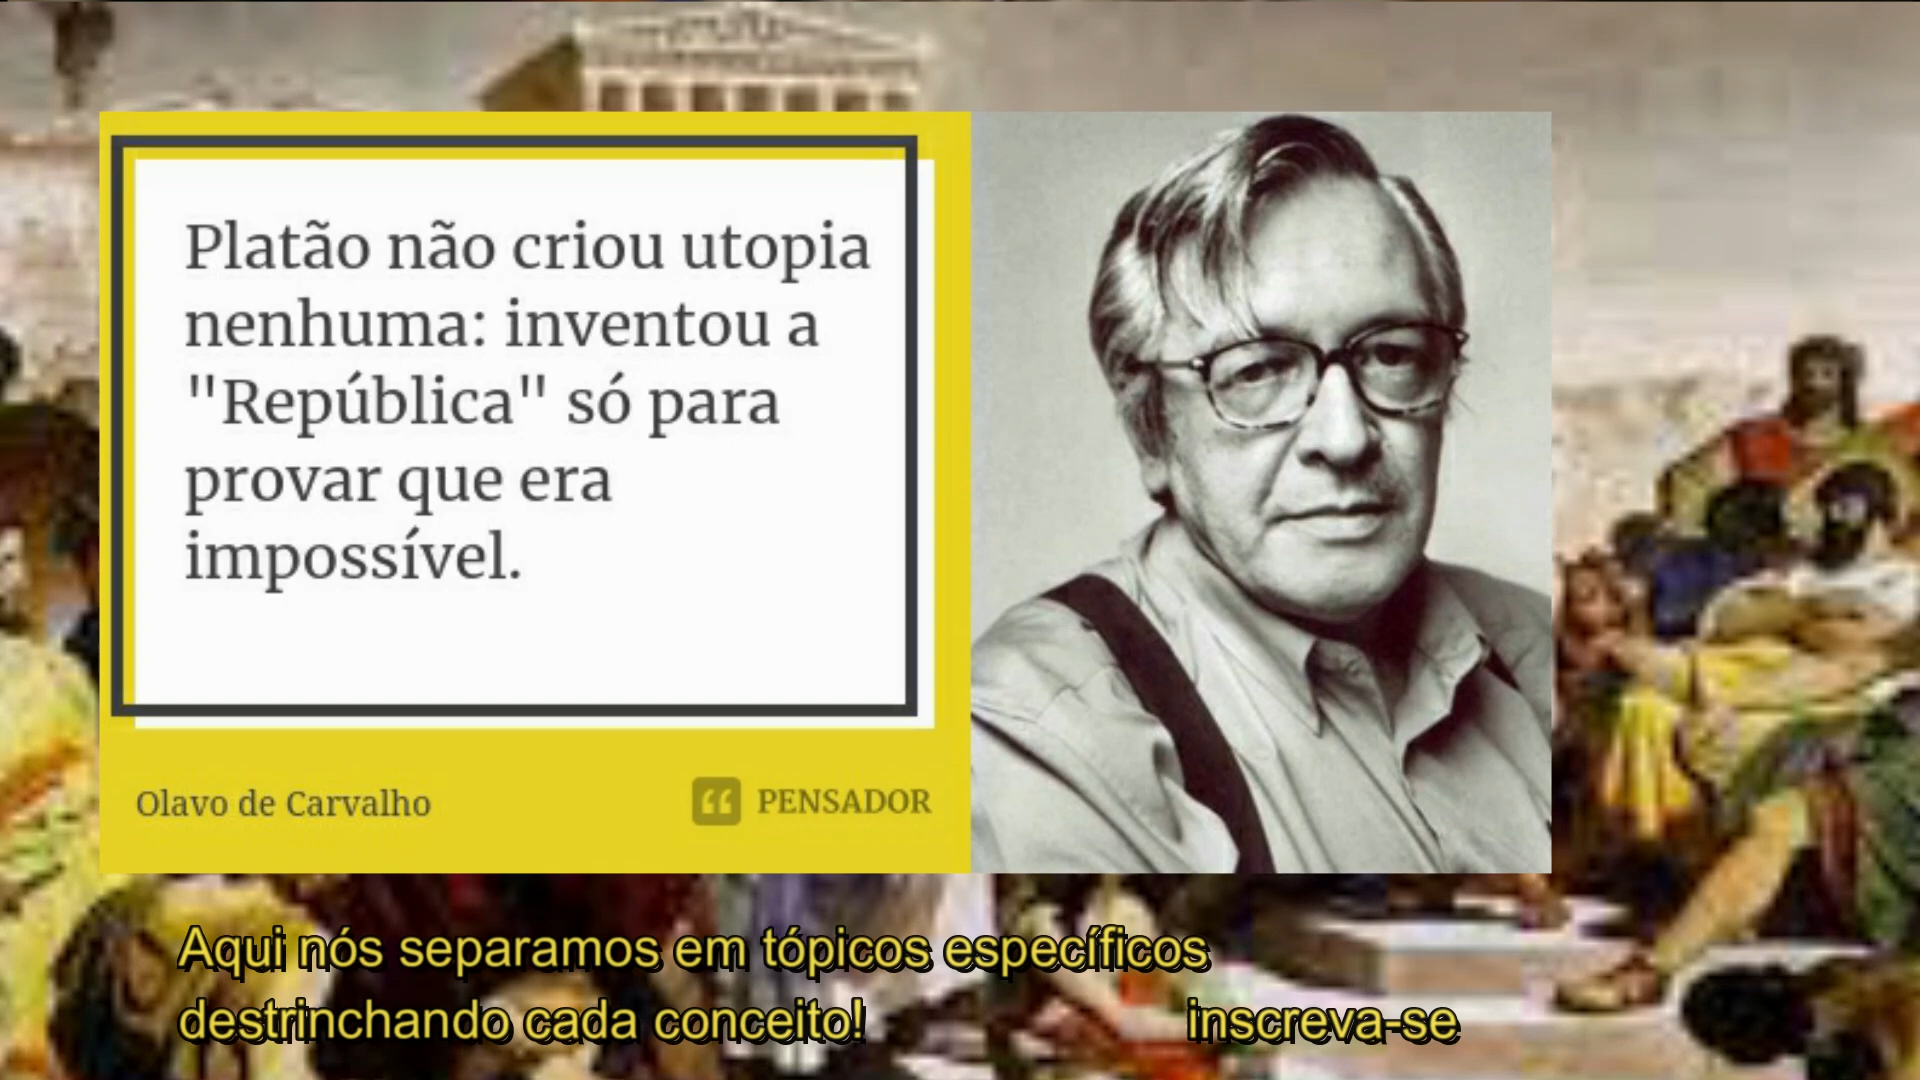 Platão não criou utopia
nenhuma: inventou a
"República" só para
provar que era
impossível.
Olavo de Carvalho
PENSADOR
Aqui nós separamos em tópicos específicos
destrinchando cada conceito! inscreva-se